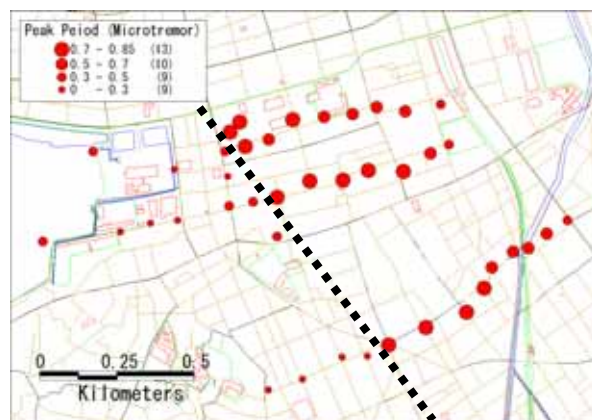 Peak Peiod (Microtremor)
0.7 - 0.85 (13)
0.5 - 0.7 (10)
0.3 - 0.5 (9)
0 - 0.3 (9)
0 0.25 0.5
Kilometers